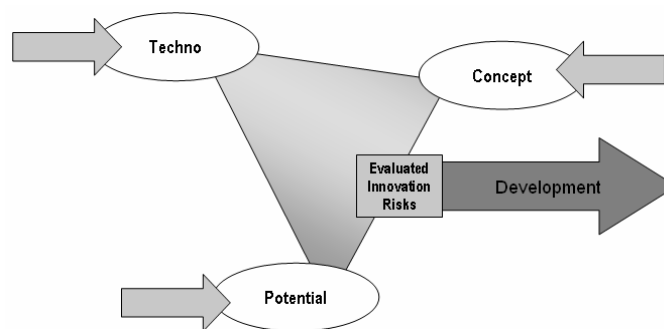 Techno
Concept
Evaluated
Innovation
Risks
Development
Potential